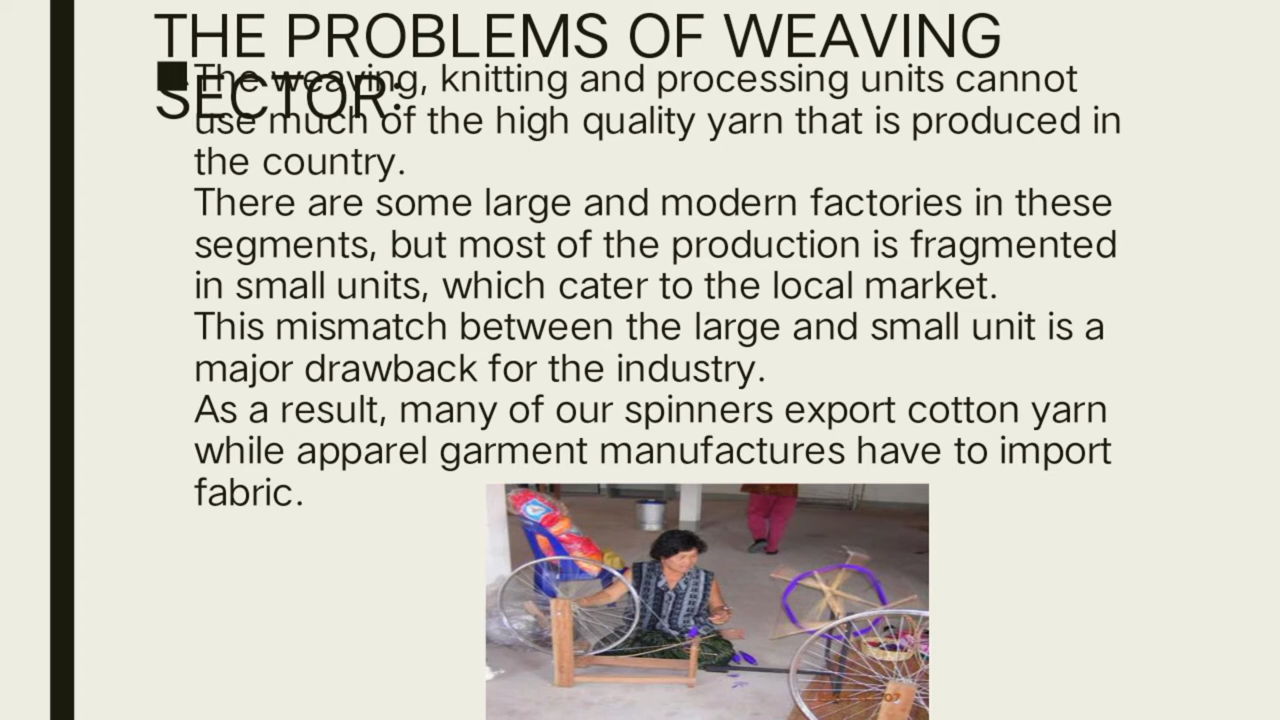 THE PROBLEMS OF WEAVING
SECTOR:
The weaving, knitting and processing units cannot
use much of the high quality yarn that is produced in
the country.
There are some large and modern factories in these
segments, but most of the production is fragmented
in small units, which cater to the local market.
This mismatch between the large and small unit is a
major drawback for the industry.
As a result, many of our spinners export cotton yarn
while apparel garment manufactures have to import
fabric.